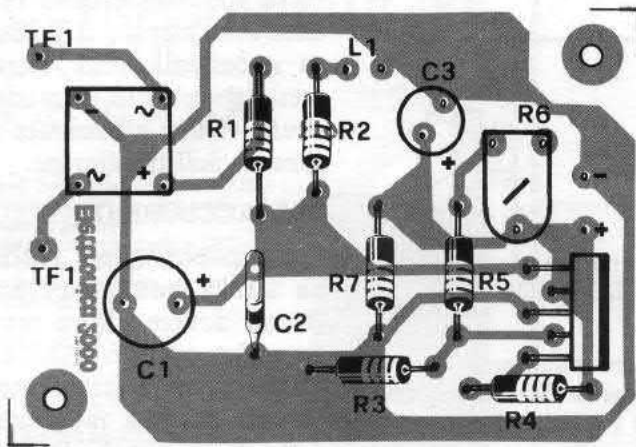 TF1
L1
C3
R6
R1
R2
- ~
~ +
+
-
+
TF1
Elettronica 2000
+
R7
R5
C2
C1
R3
R4